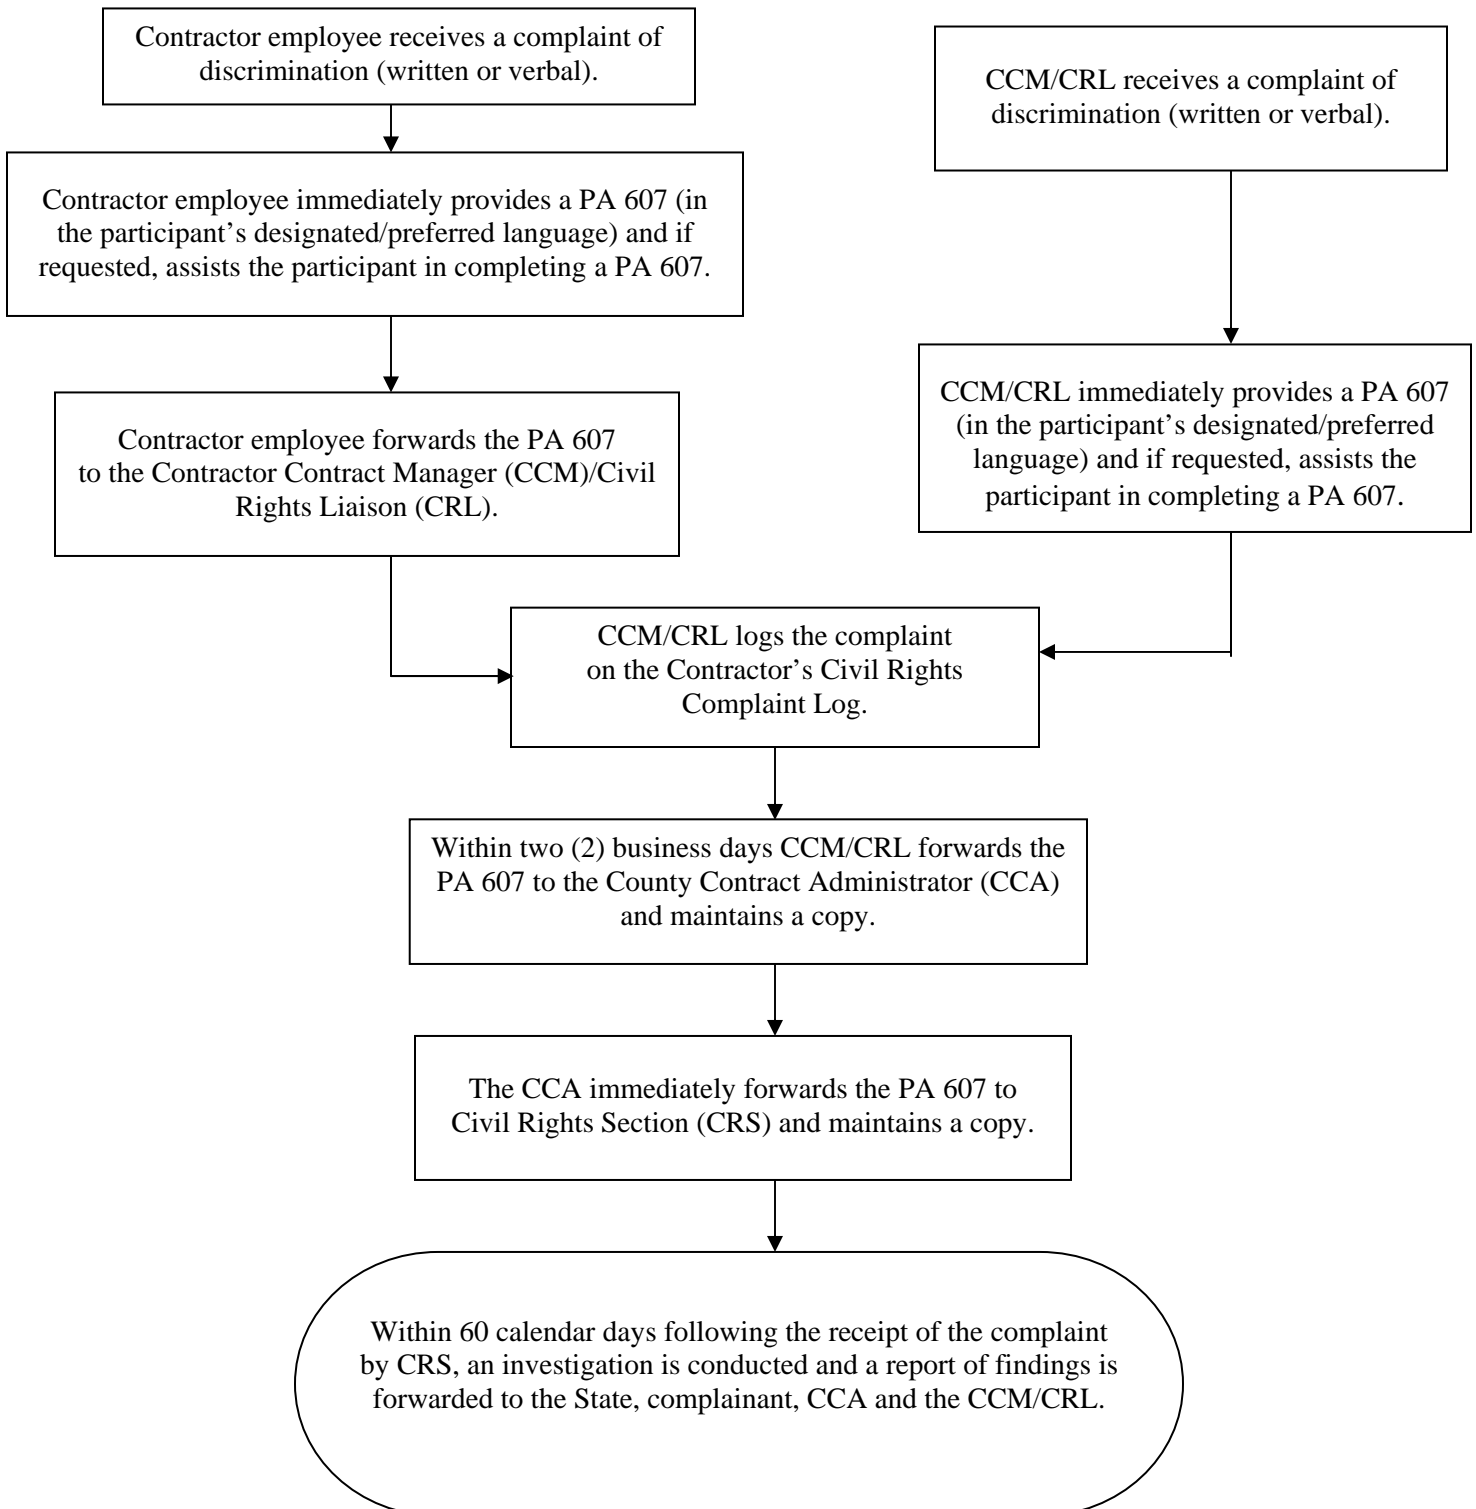 Contractor employee receives a complaint of
discrimination (written or verbal).
CCM/CRL receives a complaint of
discrimination (written or verbal).
Contractor employee immediately provides a PA 607 (in
the participant’s designated/preferred language) and if
requested, assists the participant in completing a PA 607.
CCM/CRL immediately provides a PA 607
(in the participant’s designated/preferred
language) and if requested, assists the
participant in completing a PA 607.
Contractor employee forwards the PA 607
to the Contractor Contract Manager (CCM)/Civil
Rights Liaison (CRL).
CCM/CRL logs the complaint
on the Contractor’s Civil Rights
Complaint Log.
Within two (2) business days CCM/CRL forwards the
PA 607 to the County Contract Administrator (CCA)
and maintains a copy.
The CCA immediately forwards the PA 607 to
Civil Rights Section (CRS) and maintains a copy.
Within 60 calendar days following the receipt of the complaint
by CRS, an investigation is conducted and a report of findings is
forwarded to the State, complainant, CCA and the CCM/CRL.